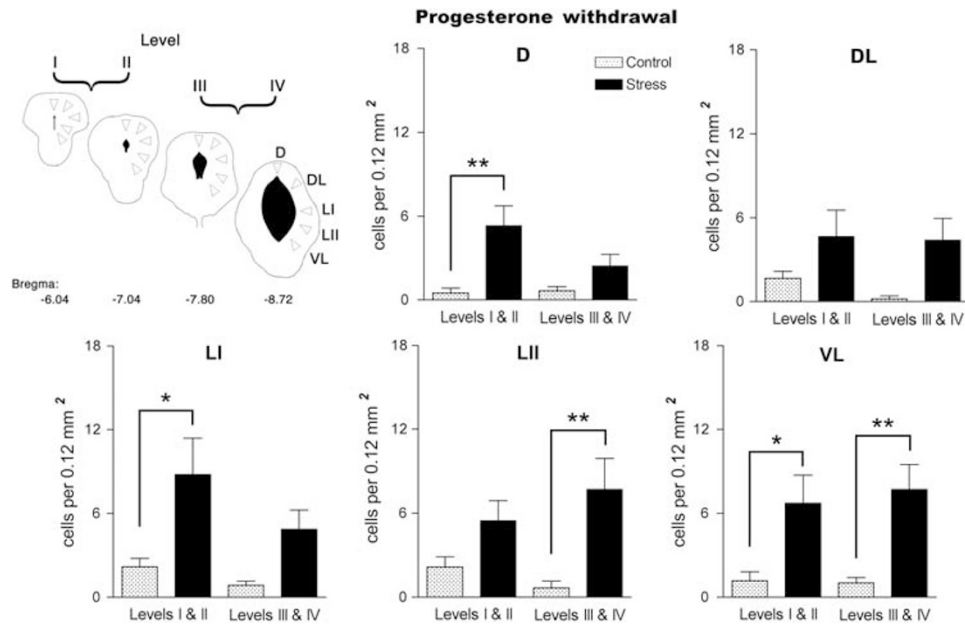 Progesterone withdrawal
Level
I II
III IV
D
DL
LI
LII
VL
Bregma:
-6.04 -7.04 -7.80 -8.72
D
Control
Stress
cells per 0.12 mm 2
18
12
6
0
**
Levels I & II Levels III & IV
DL
cells per 0.12 mm 2
18
12
6
0
Levels I & II Levels III & IV
LI
cells per 0.12 mm 2
18
12
6
0
*
Levels I & II Levels III & IV
LII
cells per 0.12 mm 2
18
12
6
0
**
Levels I & II Levels III & IV
VL
cells per 0.12 mm 2
18
12
6
0
* **
Levels I & II Levels III & IV